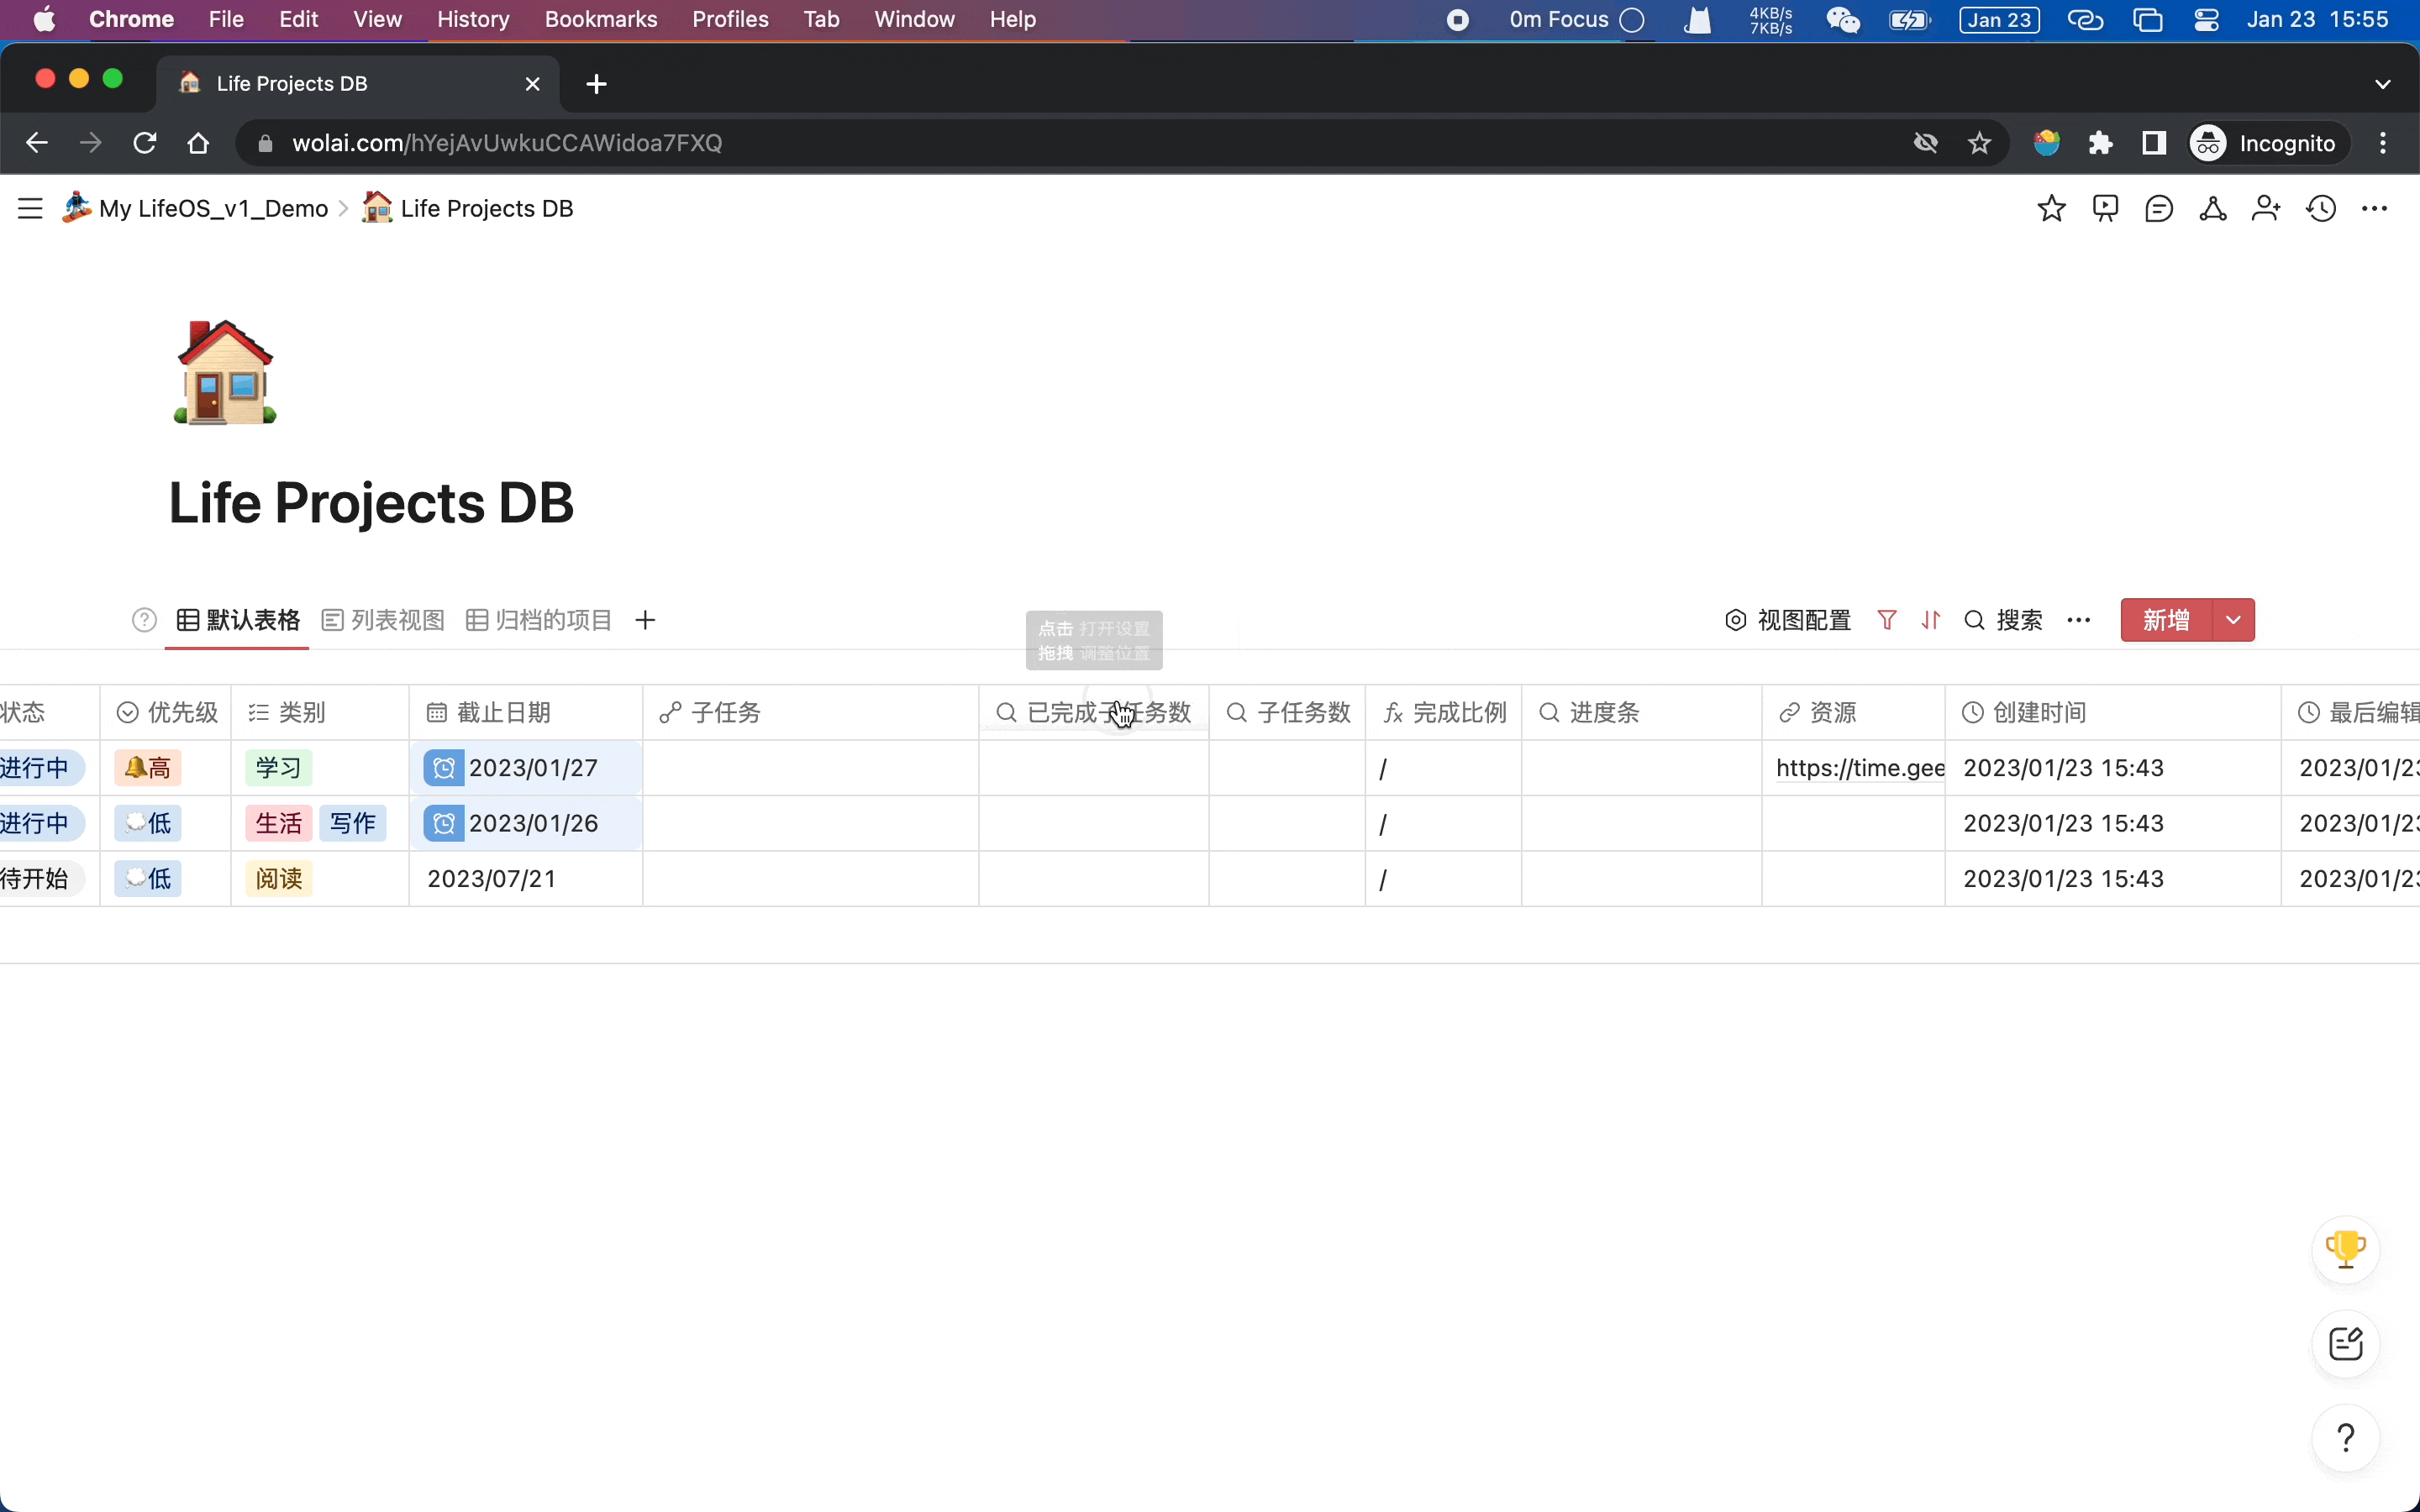 Chrome File Edit View History Bookmarks Profiles Tab Window Help 0m Focus 4KB/s 7KB/s Jan 23 Jan 23 15:55
Life Projects DB
wolai.com/hYejAvUwkuCCAWidoa7FXQ Incognito
My LifeOS_v1_Demo Life Projects DB
Life Projects DB
默认表格 列表视图 归档的项目 视图配置 搜索 新增
点击 打开设置
拖拽 调整位置
状态 优先级 类别 截止日期 子任务 已完成子任务数 子任务数 完成比例 进度条 资源 创建时间 最后编辑
进行中 高 学习 2023/01/27 / https://time.gee 2023/01/23 15:43 2023/01/23
进行中 低 生活 写作 2023/01/26 / 2023/01/23 15:43 2023/01/23
待开始 低 阅读 2023/07/21 / 2023/01/23 15:43 2023/01/23